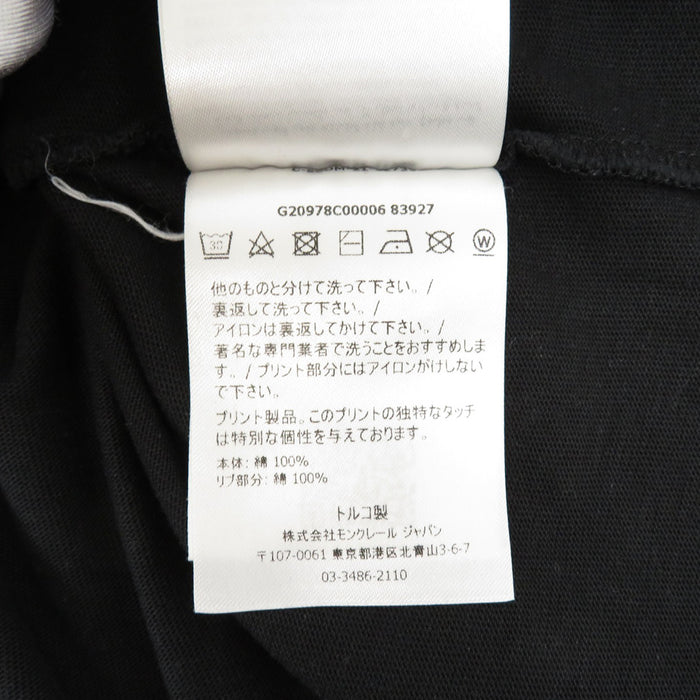 G20978C00006 83927
30
W
他のものと分けて洗って下さい。/
裏返して洗って下さい。/
アイロンは裏返してかけて下さい。/
著名な専門業者で洗うことをおすすめしま
す。/ プリント部分にはアイロンがけしない
で下さい。
プリント製品。このプリントの独特なタッチ
は特別な個性を与えております。
本体: 綿 100%
リブ部分: 綿 100%
トルコ製
株式会社モンクレール ジャパン
〒107-0061 東京都港区北青山3-6-7
03-3486-2110